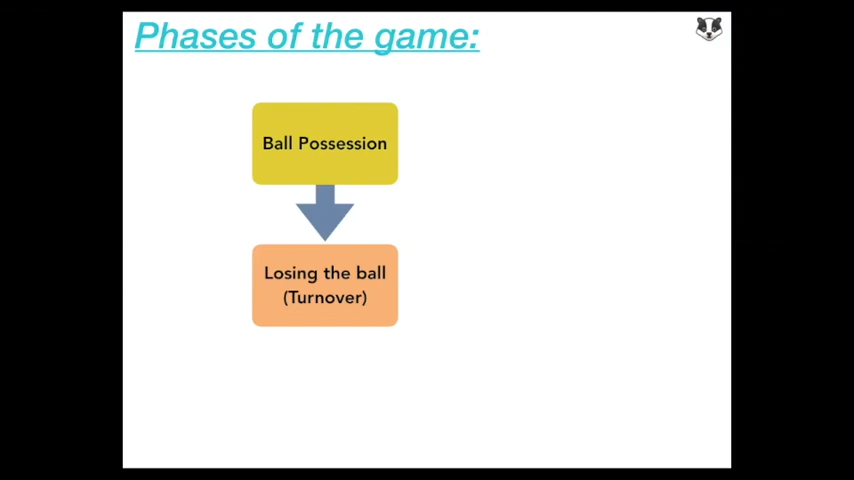 Phases of the game:
Ball Possession
Losing the ball
(Turnover)